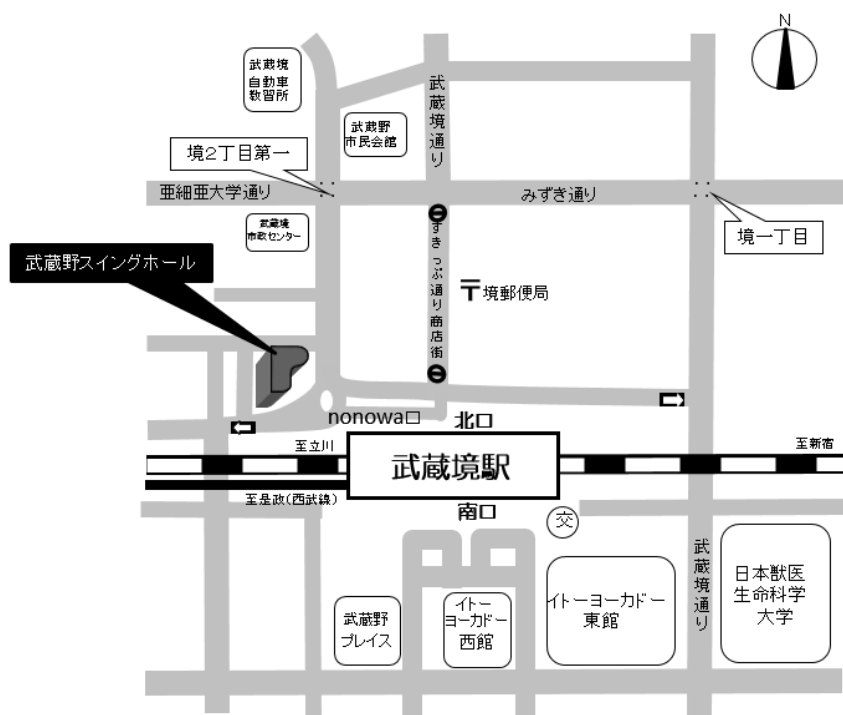 N
武蔵境
自動車
教習所
武蔵野
市民会館
武蔵境通り
境2丁目第一
亜細亜大学通り
みずき通り
境一丁目
武蔵境
市政センター
武蔵野スイングホール
すきっぷ通り商店街
〒境郵便局
nonowa口
北口
至立川
武蔵境駅
至新宿
至是政(西武線)
南口
交
武蔵境通り
武蔵野
プレイス
イトー
ヨーカドー
西館
イトーヨーカドー
東館
日本獣医
生命科学
大学